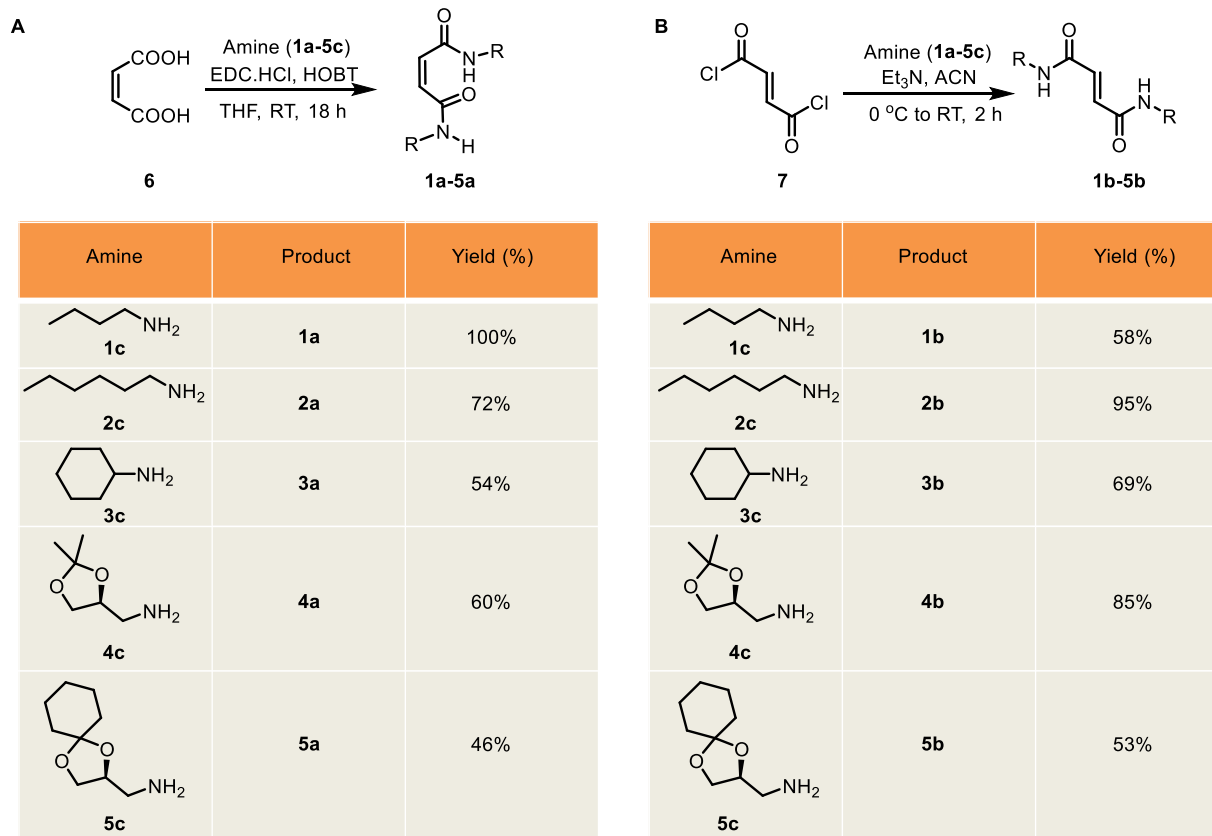 A
COOH
COOH
6
Amine (1a-5c)
EDC.HCl, HOBT
THF, RT, 18 h
O
N
H
R
O
R
N
H
1a-5a
Amine
Product
Yield (%)
NH2
1c
1a
100%
NH2
2c
2a
72%
NH2
3c
3a
54%
O
O
NH2
4c
4a
60%
O
O
NH2
5c
5a
46%
B
O
Cl
Cl
O
7
Amine (1a-5c)
Et3N, ACN
0 oC to RT, 2 h
O
R
N
H
H
N
R
O
1b-5b
Amine
Product
Yield (%)
NH2
1c
1b
58%
NH2
2c
2b
95%
NH2
3c
3b
69%
O
O
NH2
4c
4b
85%
O
O
NH2
5c
5b
53%